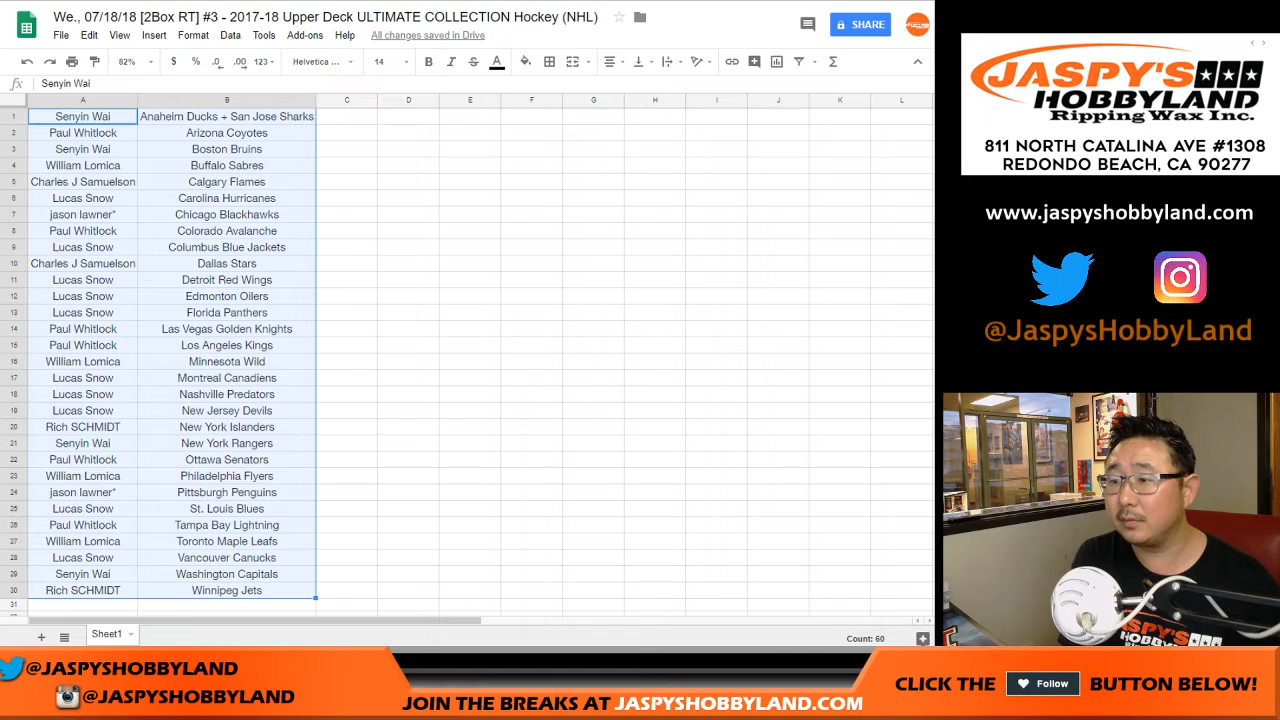 We., 07/18/18 [2Box RT] #3 - 2017-18 Upper Deck ULTIMATE COLLECTION Hockey (NHL)
File Edit View Insert Format Data Tools Add-ons Help All changes saved in Drive
SHARE
82% $ % .0 .00 123 Helvetica ... 14 B I S A Σ
fx Senyin Wai
A B C D E F G H I J K L
1 Senyin Wai Anaheim Ducks + San Jose Sharks
2 Paul Whitlock Arizona Coyotes
3 Senyin Wai Boston Bruins
4 William Lomica Buffalo Sabres
5 Charles J Samuelson Calgary Flames
6 Lucas Snow Carolina Hurricanes
7 jason lawner* Chicago Blackhawks
8 Paul Whitlock Colorado Avalanche
9 Lucas Snow Columbus Blue Jackets
10 Charles J Samuelson Dallas Stars
11 Lucas Snow Detroit Red Wings
12 Lucas Snow Edmonton Oilers
13 Lucas Snow Florida Panthers
14 Paul Whitlock Las Vegas Golden Knights
15 Paul Whitlock Los Angeles Kings
16 William Lomica Minnesota Wild
17 Lucas Snow Montreal Canadiens
18 Lucas Snow Nashville Predators
19 Lucas Snow New Jersey Devils
20 Rich SCHMIDT New York Islanders
21 Senyin Wai New York Rangers
22 Paul Whitlock Ottawa Senators
23 William Lomica Philadelphia Flyers
24 jason lawner* Pittsburgh Penguins
25 Lucas Snow St. Louis Blues
26 Paul Whitlock Tampa Bay Lightning
27 William Lomica Toronto Maple Leafs
28 Lucas Snow Vancouver Canucks
29 Senyin Wai Washington Capitals
30 Rich SCHMIDT Winnipeg Jets
31
Sheet1
Count: 60
JASPY'S
HOBBYLAND
Ripping Wax Inc.
811 NORTH CATALINA AVE #1308
REDONDO BEACH, CA 90277
www.jaspyshobbyland.com
@JaspysHobbyLand
JASPY'S
HOBBYLAND
@JASPYSHOBBYLAND
@JASPYSHOBBYLAND
JOIN THE BREAKS AT JASPYSHOBBYLAND.COM
CLICK THE Follow BUTTON BELOW!